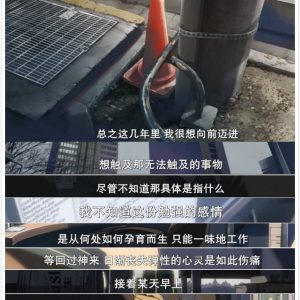 总之这几年里 我很想向前迈进
想触及那无法触及的事物
尽管不知道那具体是指什么
我不知道这份勉强的感情
是从何处如何孕育而生 只能一味地工作
等回过神来 日渐丧失弹性的心灵是如此伤痛
接着某天早上